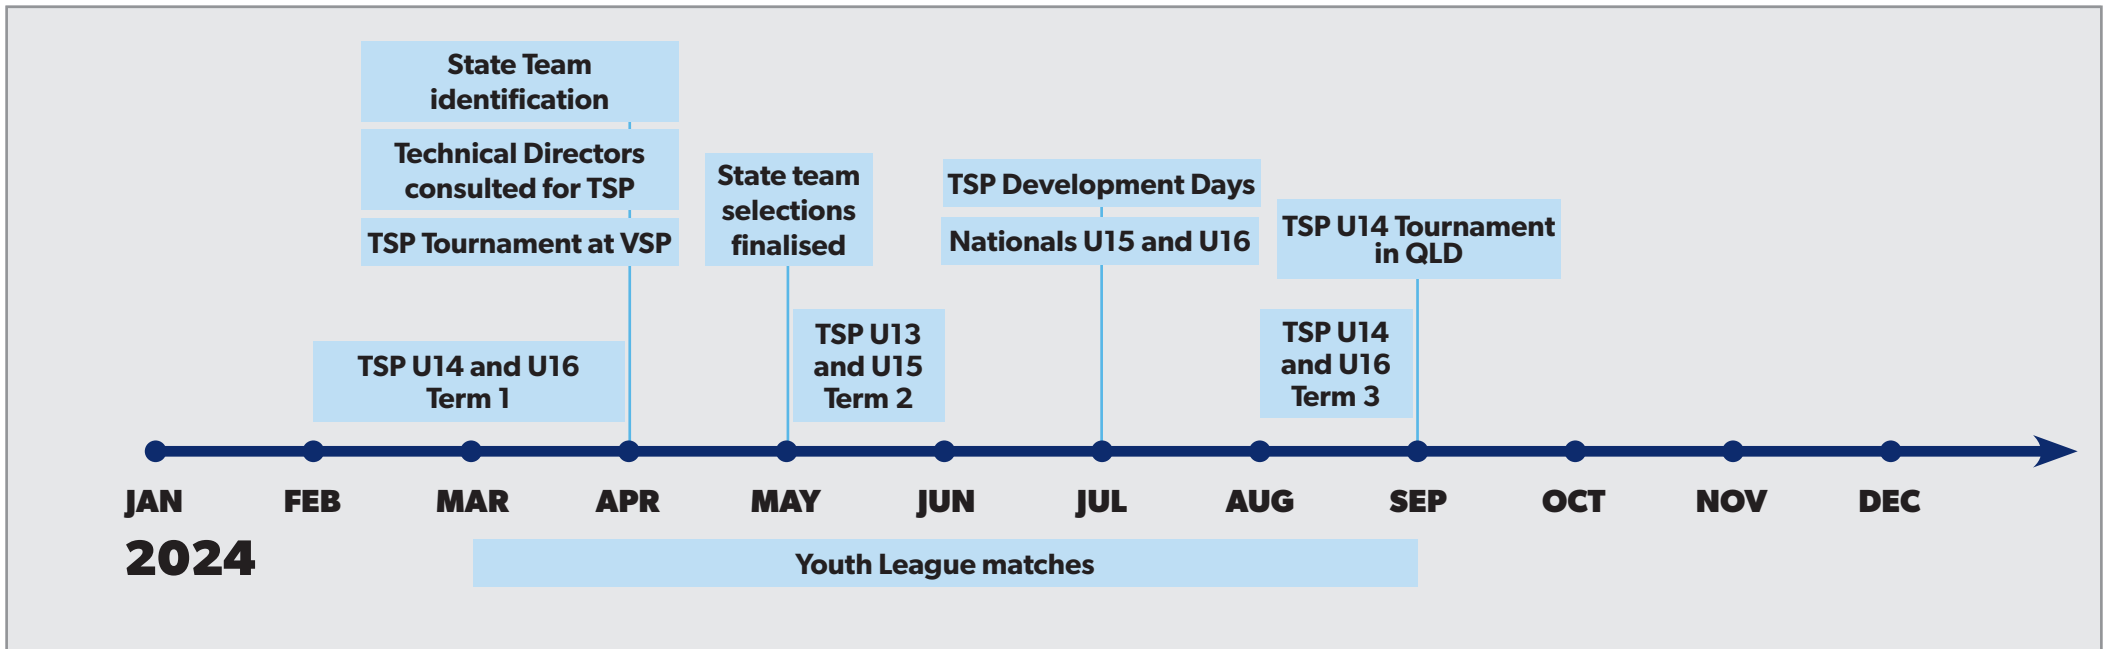 State Team
identification
Technical Directors
consulted for TSP
TSP Tournament at VSP
State team
selections
finalised
TSP Development Days
Nationals U15 and U16
TSP U14 Tournament
in QLD
TSP U14 and U16
Term 1
TSP U13
and U15
Term 2
TSP U14
and U16
Term 3
JAN FEB MAR APR MAY JUN JUL AUG SEP OCT NOV DEC
2024
Youth League matches